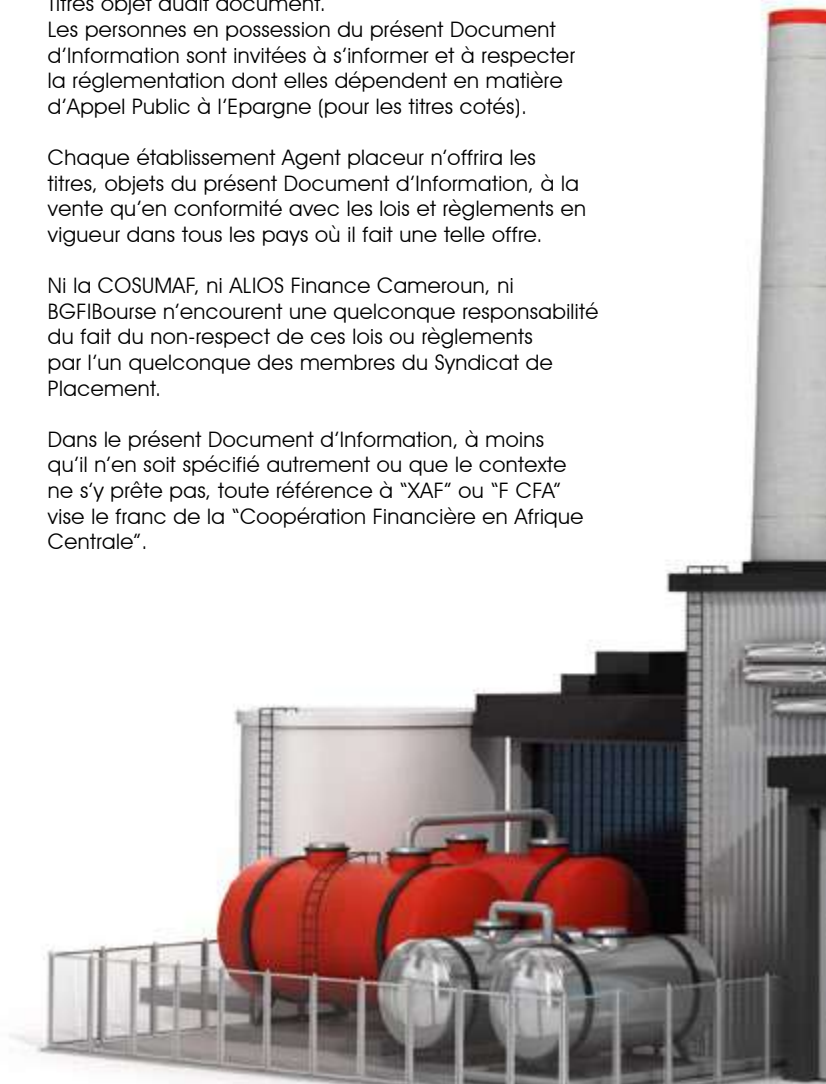 Titres objet dudit document.
Les personnes en possession du présent Document
d’Information sont invitées à s’informer et à respecter
la réglementation dont elles dépendent en matière
d’Appel Public à l’Epargne (pour les titres cotés).
Chaque établissement Agent placeur n’offrira les
titres, objets du présent Document d’Information, à la
vente qu’en conformité avec les lois et règlements en
vigueur dans tous les pays où il fait une telle offre.
Ni la COSUMAF, ni ALIOS Finance Cameroun, ni
BGFIBourse n’encourent une quelconque responsabilité
du fait du non-respect de ces lois ou règlements
par l’un quelconque des membres du Syndicat de
Placement.
Dans le présent Document d’Information, à moins
qu’il n’en soit spécifié autrement ou que le contexte
ne s’y prête pas, toute référence à “XAF” ou “F CFA”
vise le franc de la “Coopération Financière en Afrique
Centrale”.